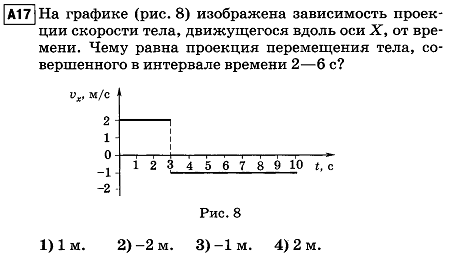 А17 На графике (рис. 8) изображена зависимость проек-
ции скорости тела, движущегося вдоль оси X, от вре-
мени. Чему равна проекция перемещения тела, со-
вершенного в интервале времени 2—6 с?
vₓ, м/с
2
1
0
1 2 3 4 5 6 7 8 9 10 t, с
−1
−2
Рис. 8
1) 1 м. 2) −2 м. 3) −1 м. 4) 2 м.